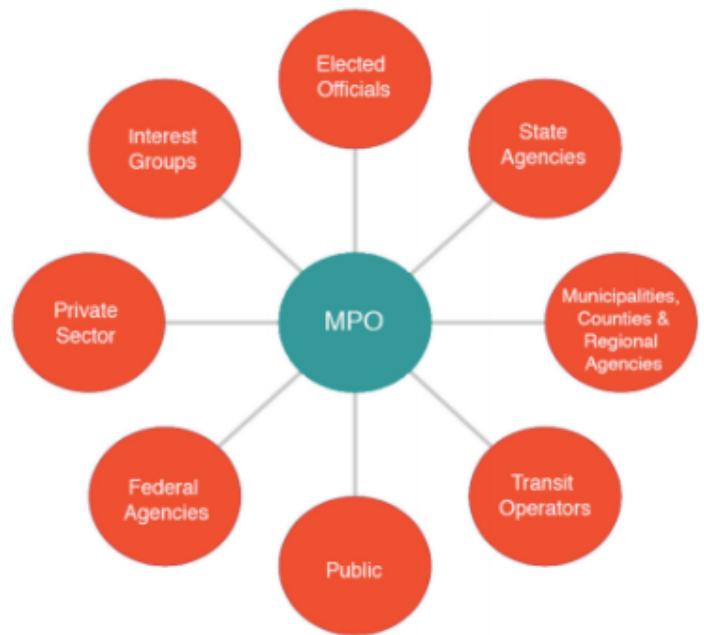 Elected
Officials
State
Agencies
Interest
Groups
Municipalities,
Counties &
Regional
Agencies
MPO
Private
Sector
Transit
Operators
Federal
Agencies
Public